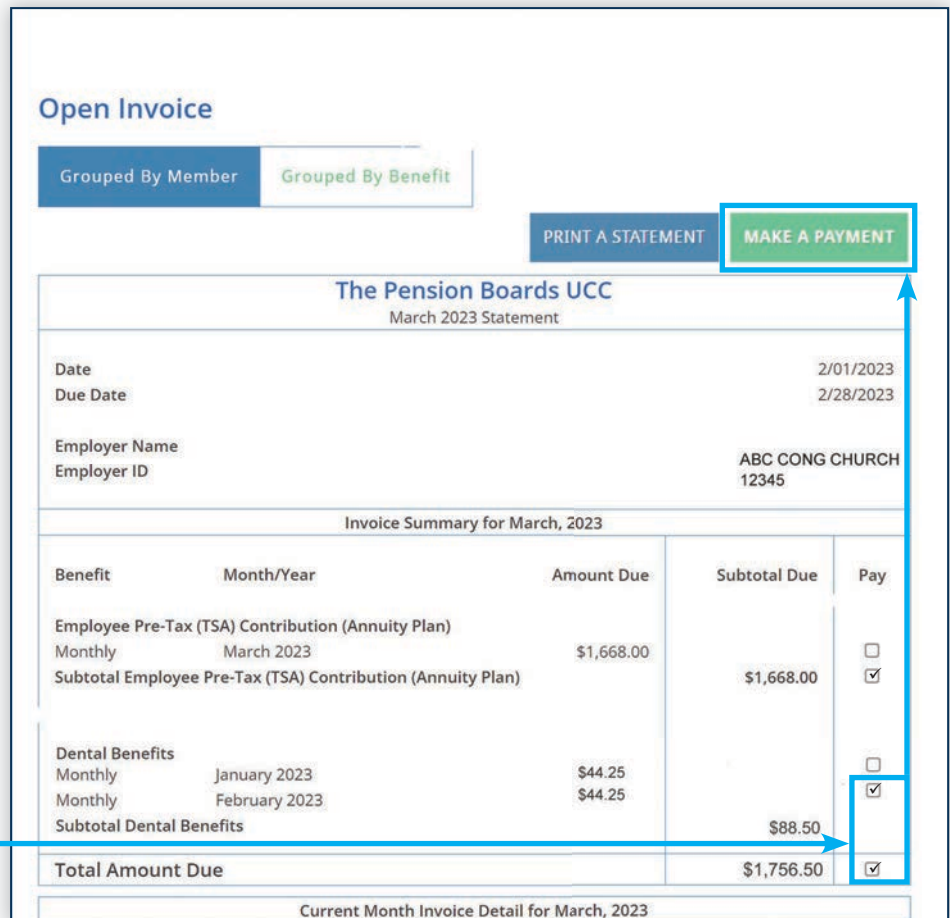 Open Invoice
Grouped By Member Grouped By Benefit
PRINT A STATEMENT MAKE A PAYMENT
The Pension Boards UCC
March 2023 Statement
Date 2/01/2023
Due Date 2/28/2023
Employer Name ABC CONG CHURCH
Employer ID 12345
Invoice Summary for March, 2023
Benefit Month/Year Amount Due Subtotal Due Pay
Employee Pre-Tax (TSA) Contribution (Annuity Plan)
Monthly March 2023 $1,668.00
Subtotal Employee Pre-Tax (TSA) Contribution (Annuity Plan) $1,668.00
Dental Benefits
Monthly January 2023 $44.25
Monthly February 2023 $44.25
Subtotal Dental Benefits $88.50
Total Amount Due $1,756.50
Current Month Invoice Detail for March, 2023